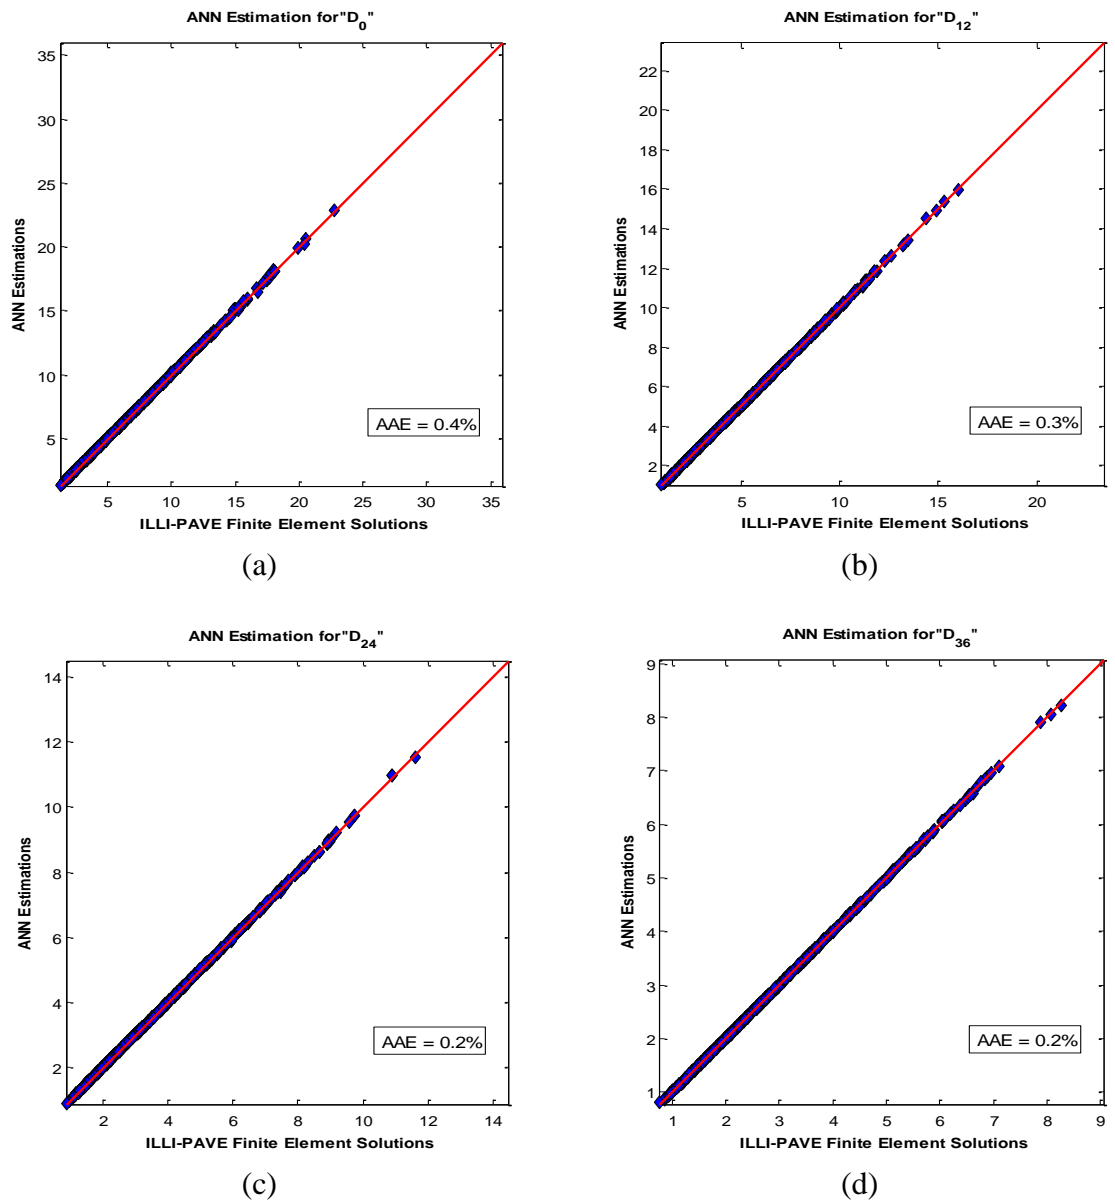 ANN Estimation for"D0"
35
30
25
20
15
10
5
ANN Estimations
AAE = 0.4%
5 10 15 20 25 30 35
ILLI-PAVE Finite Element Solutions
(a)
ANN Estimation for"D12"
22
20
18
16
14
12
10
8
6
4
2
ANN Estimations
AAE = 0.3%
5 10 15 20
ILLI-PAVE Finite Element Solutions
(b)
ANN Estimation for"D24"
14
12
10
8
6
4
2
ANN Estimations
AAE = 0.2%
2 4 6 8 10 12 14
ILLI-PAVE Finite Element Solutions
(c)
ANN Estimation for"D36"
9
8
7
6
5
4
3
2
1
ANN Estimations
AAE = 0.2%
1 2 3 4 5 6 7 8 9
ILLI-PAVE Finite Element Solutions
(d)